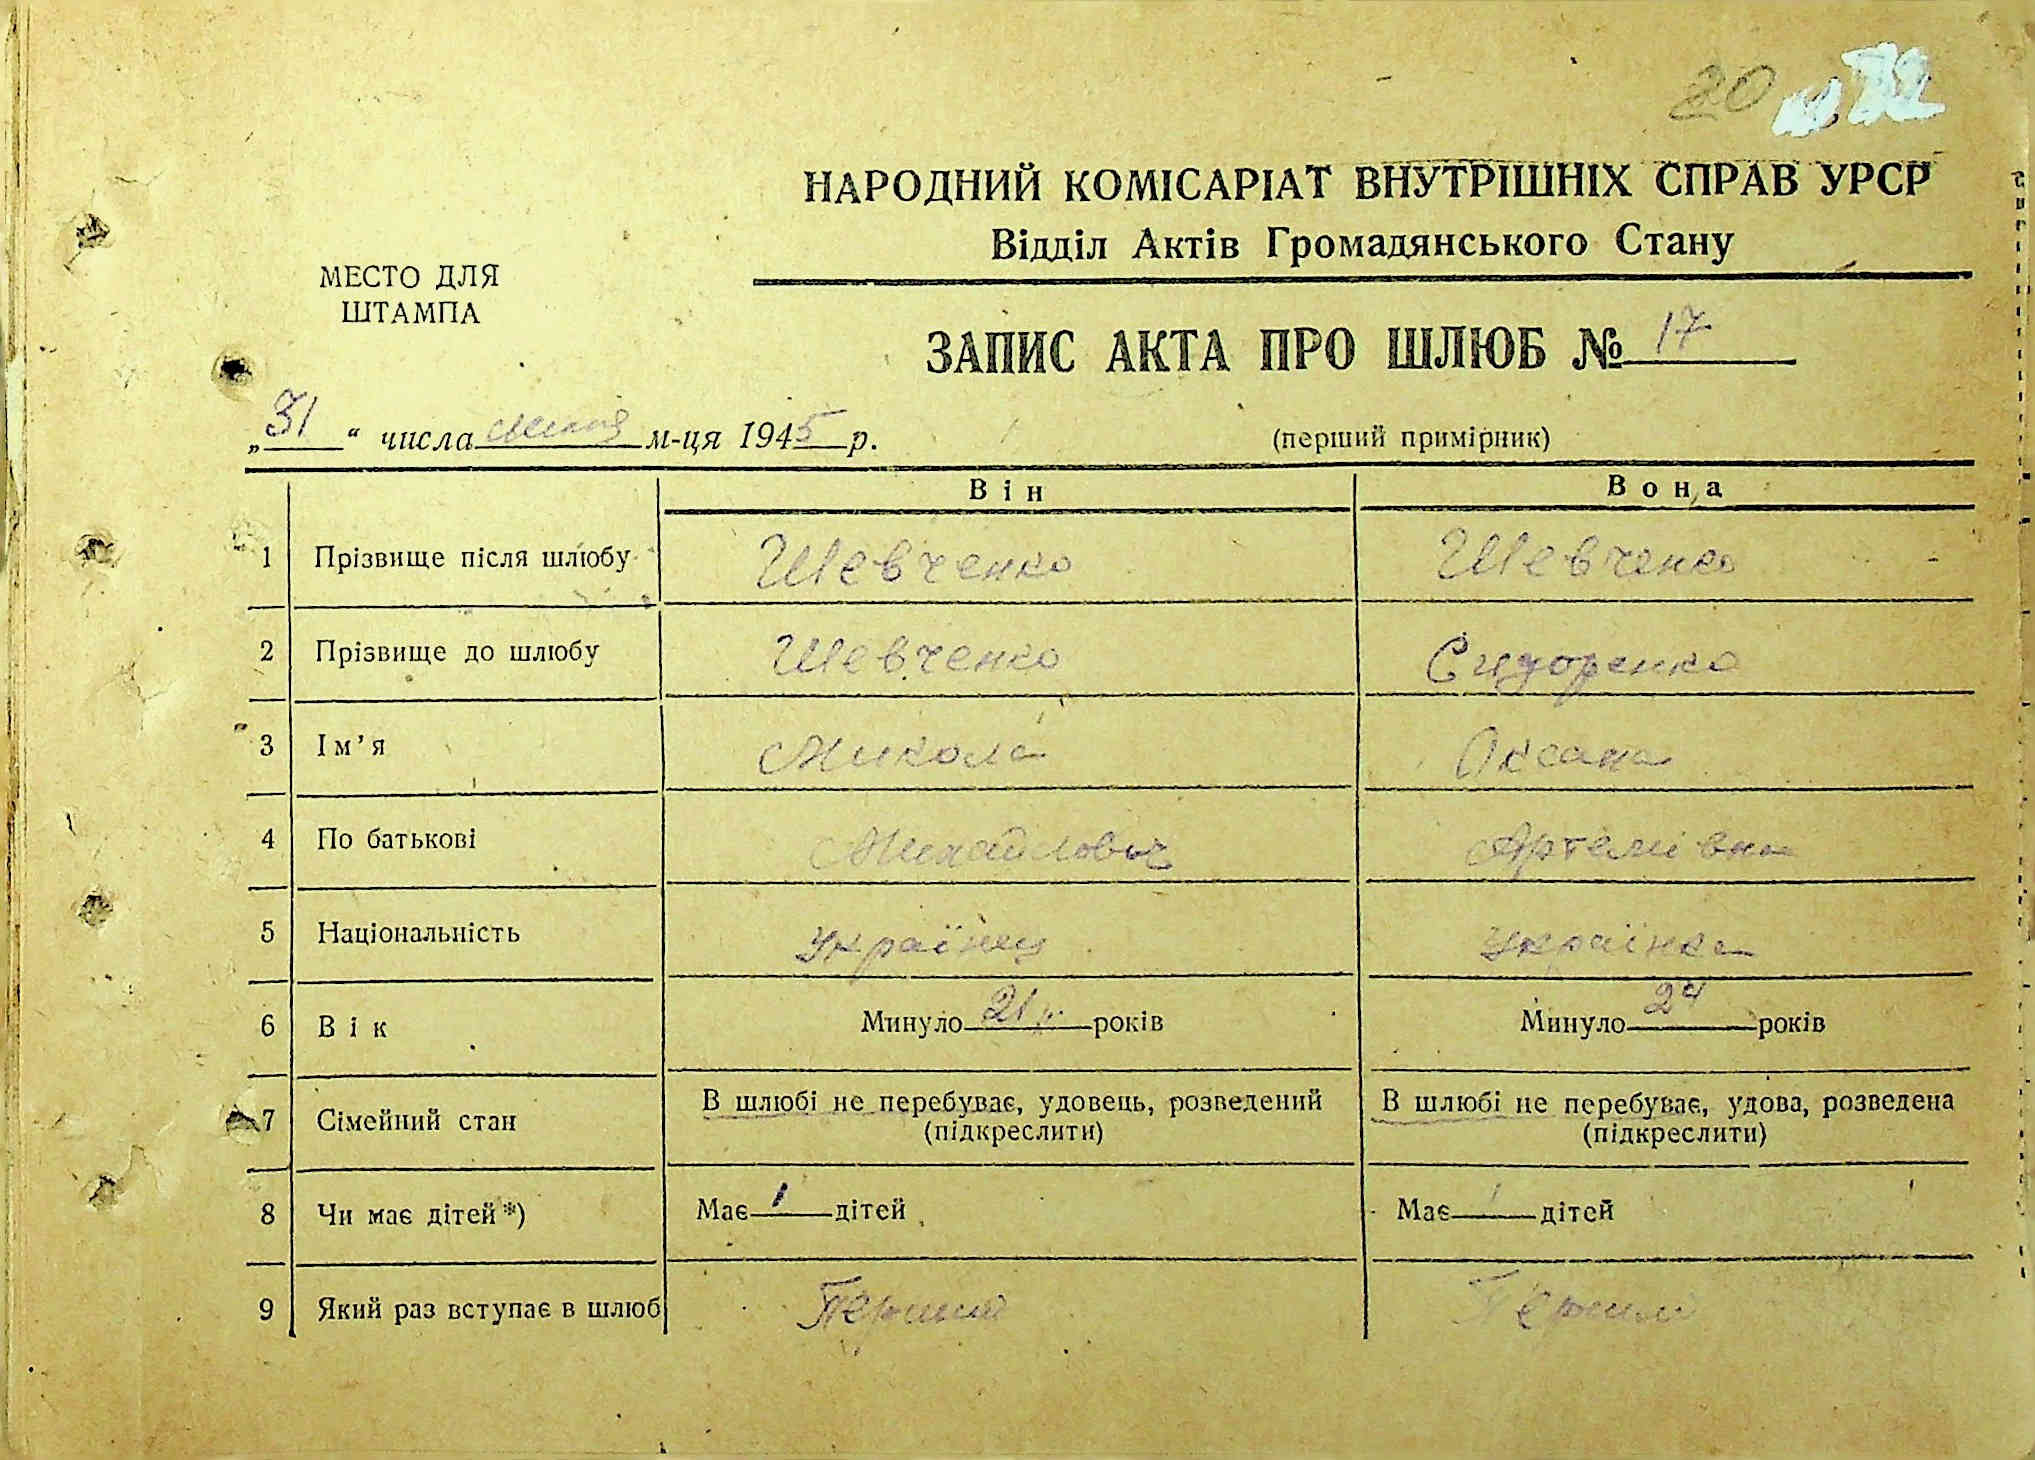 20
НАРОДНИЙ КОМІСАРІАТ ВНУТРІШНІХ СПРАВ УРСР
Відділ Актів Громадянського Стану
МЕСТО ДЛЯ
ШТАМПА
ЗАПИС АКТА ПРО ШЛЮБ № 17
„31“ числа м-ця 1945 р.
(перший примірник)
Він Вона
1 Прізвище після шлюбу Шевченко Шевченко
2 Прізвище до шлюбу Шевченко Сидоренко
3 Ім'я Микола Оксана
4 По батькові Михайлович Артемівна
5 Національність Українец Українка
6 Вік Минуло 21 років Минуло 24 років
7 Сімейний стан В шлюбі не перебуває, удовець, розведений В шлюбі не перебуває, удова, розведена
(підкреслити) (підкреслити)
8 Чи має дітей *) Має 1 дітей Має 1 дітей
9 Який раз вступає в шлюб Перший